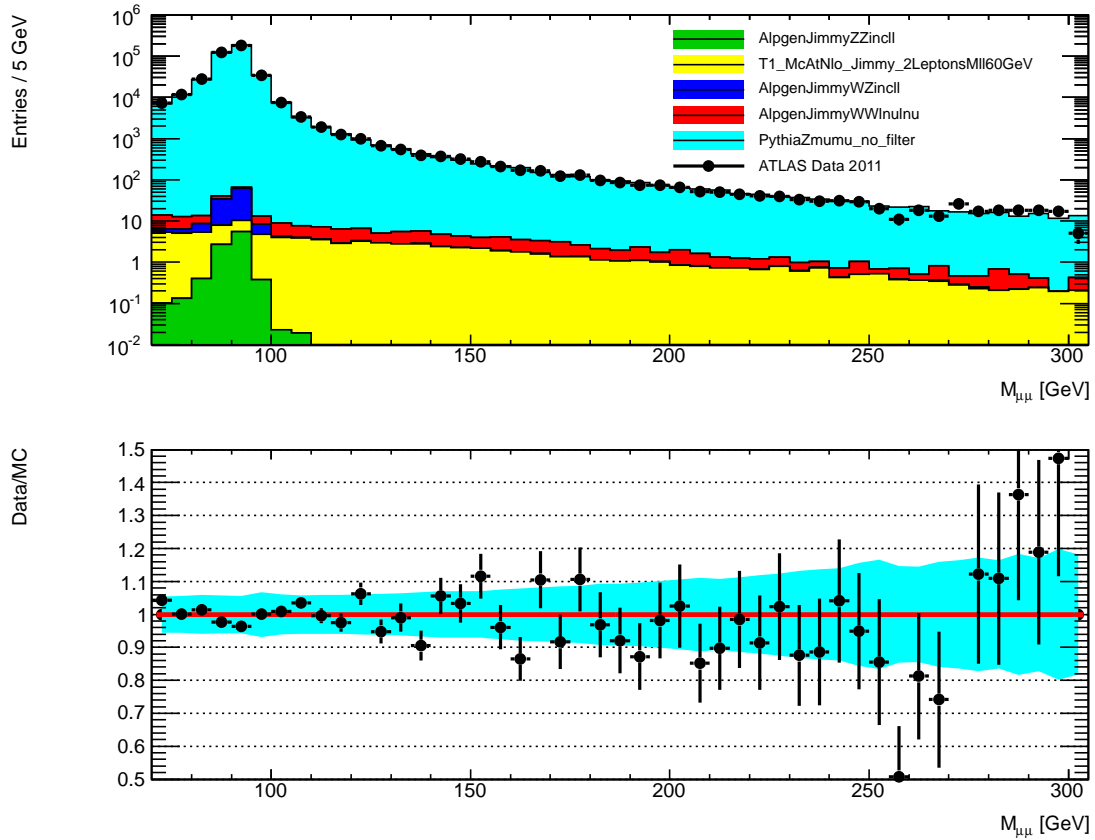 Entries / 5 GeV
10^6
10^5
10^4
10^3
10^2
10
1
10^-1
10^-2
AlpgenJimmyZZincll
T1_McAtNlo_Jimmy_2LeptonsMll60GeV
AlpgenJimmyWZincll
AlpgenJimmyWWlnulnu
PythiaZmumu_no_filter
ATLAS Data 2011
100 150 200 250 300
M_μμ [GeV]
Data/MC
1.5
1.4
1.3
1.2
1.1
1
0.9
0.8
0.7
0.6
0.5
100 150 200 250 300
M_μμ [GeV]